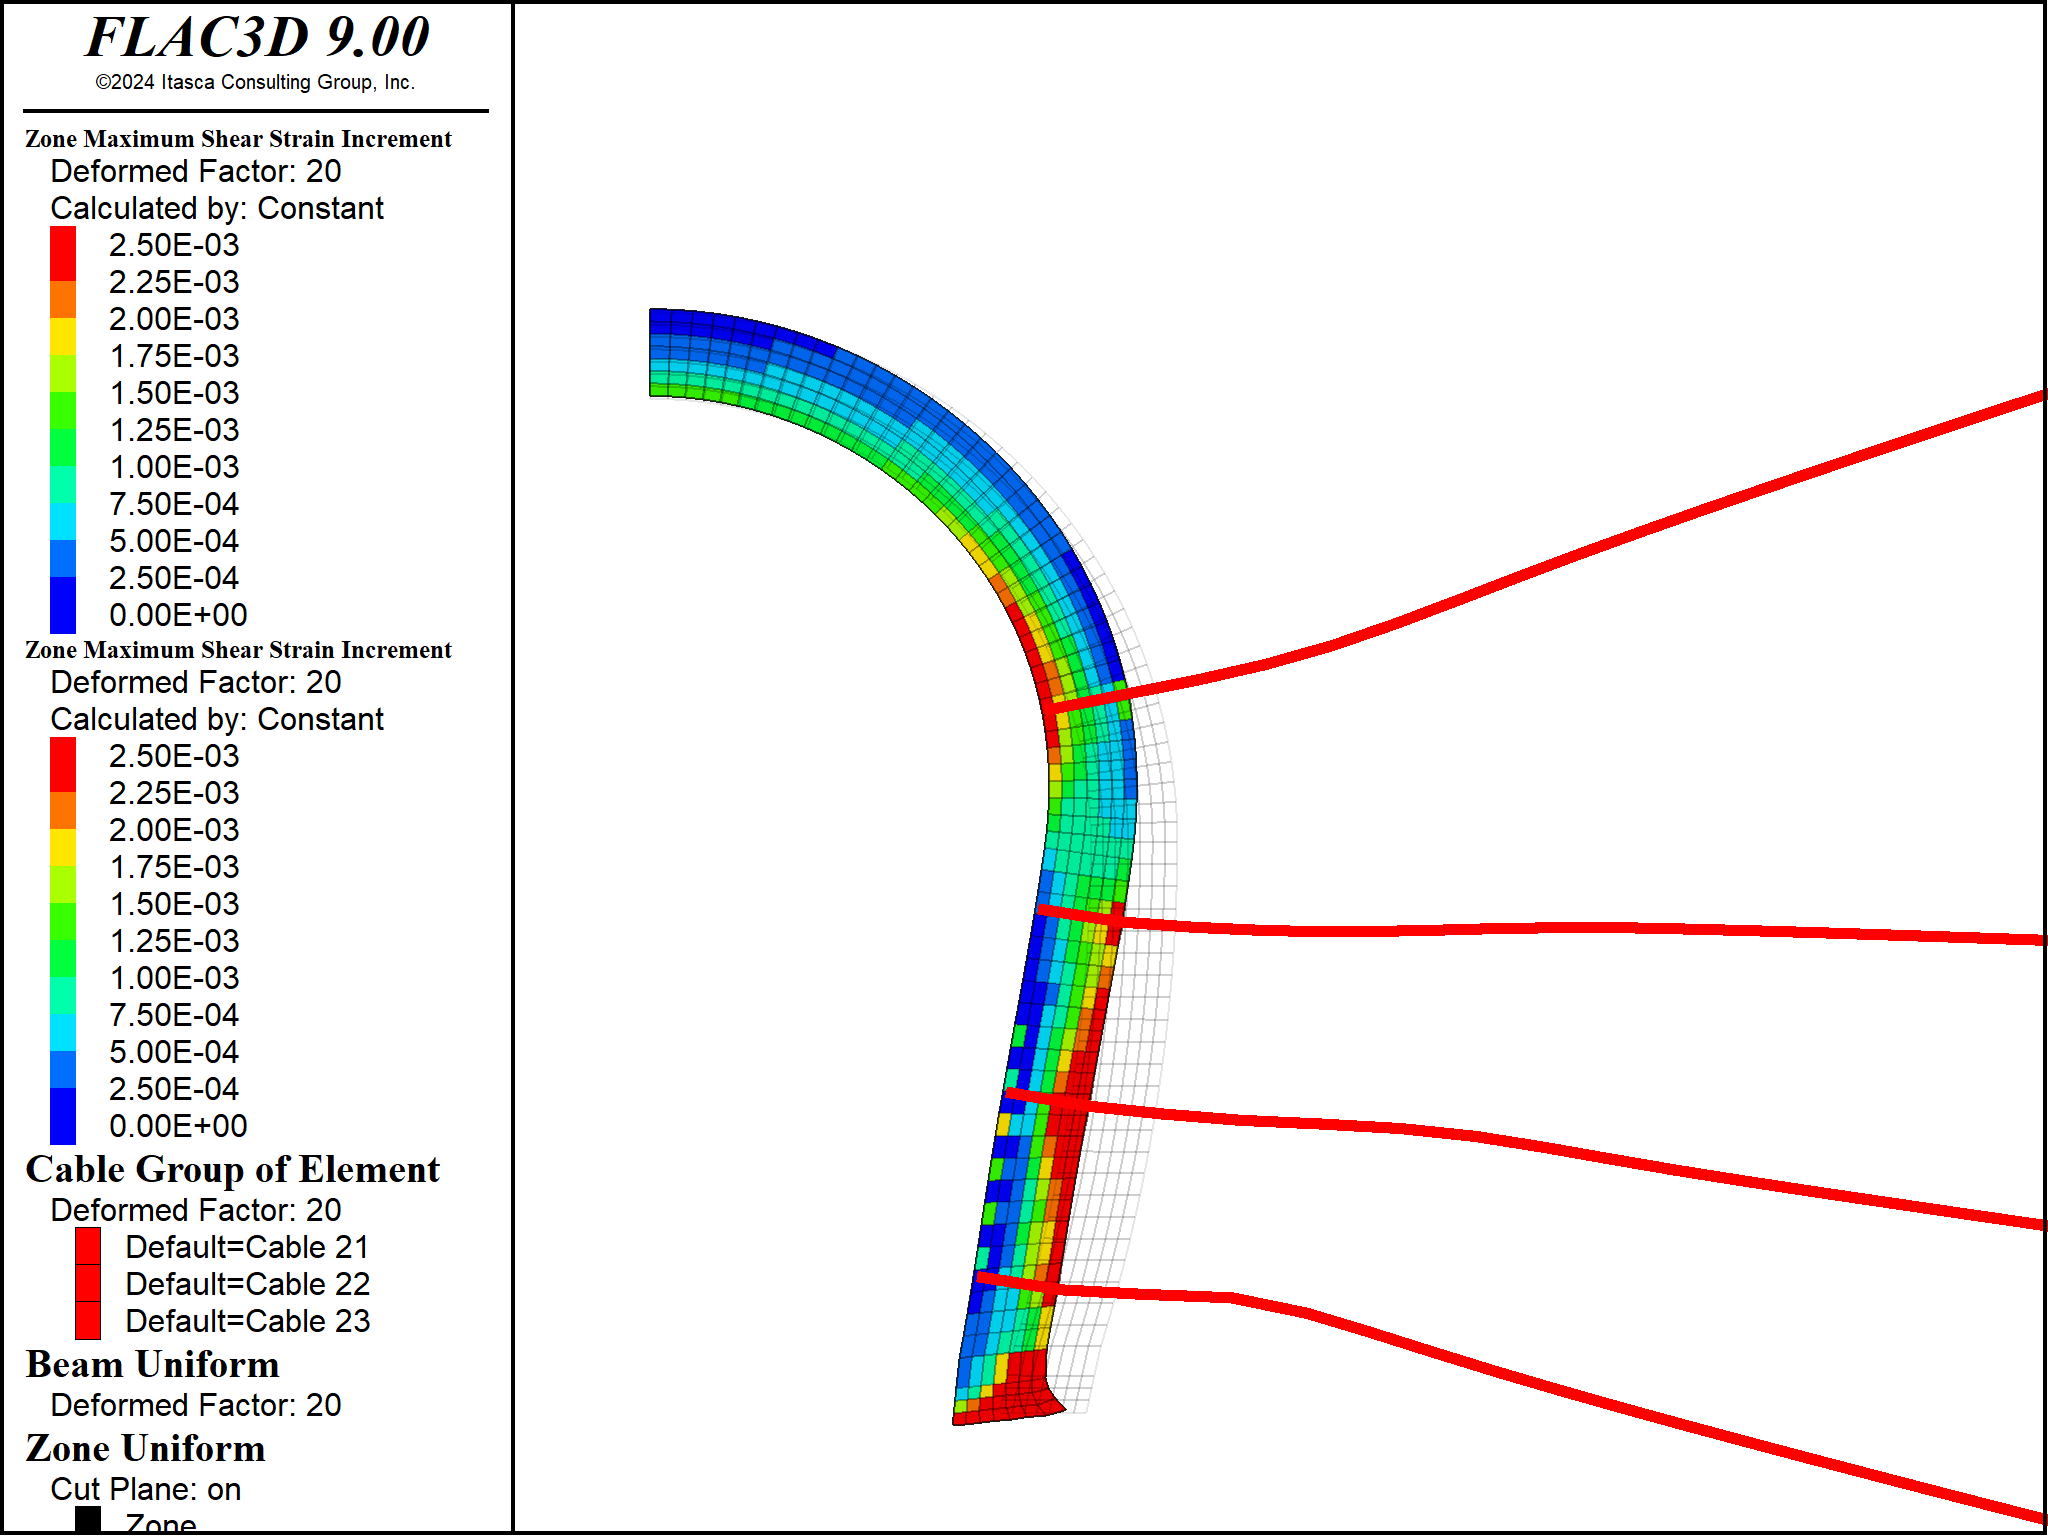 FLAC3D 9.00
©2024 Itasca Consulting Group, Inc.
Zone Maximum Shear Strain Increment
Deformed Factor: 20
Calculated by: Constant
2.50E-03
2.25E-03
2.00E-03
1.75E-03
1.50E-03
1.25E-03
1.00E-03
7.50E-04
5.00E-04
2.50E-04
0.00E+00
Zone Maximum Shear Strain Increment
Deformed Factor: 20
Calculated by: Constant
2.50E-03
2.25E-03
2.00E-03
1.75E-03
1.50E-03
1.25E-03
1.00E-03
7.50E-04
5.00E-04
2.50E-04
0.00E+00
Cable Group of Element
Deformed Factor: 20
Default=Cable 21
Default=Cable 22
Default=Cable 23
Beam Uniform
Deformed Factor: 20
Zone Uniform
Cut Plane: on
Zone